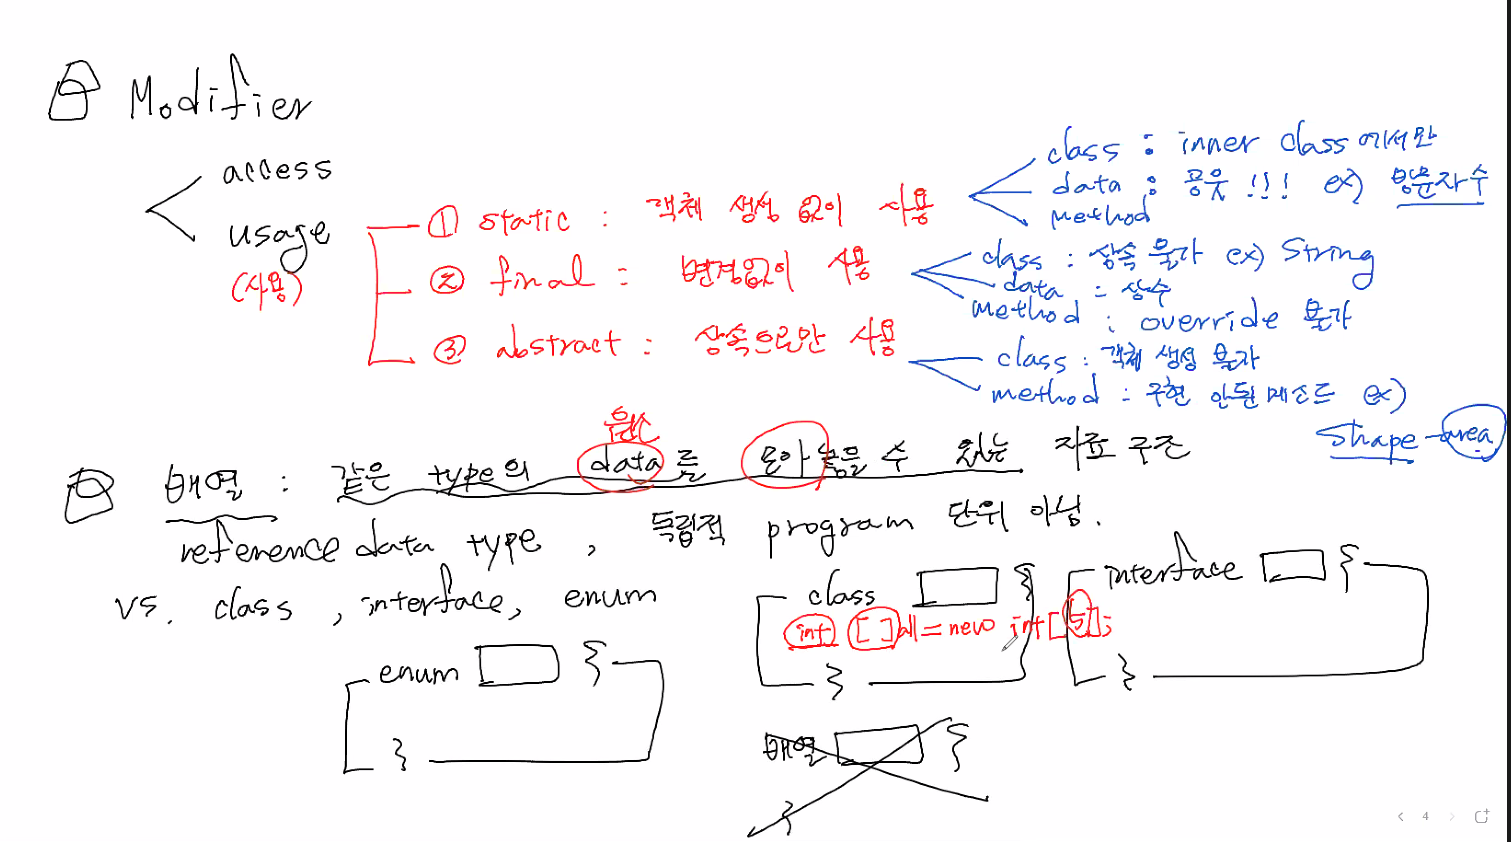 Modifier
access
usage
(사용)
① static : 객체 생성 없이 사용
class : inner class에서만
data : 공유 !!! ex) 방문자수
method
② final : 변경없이 사용
class : 상속 불가 ex) String
data : 상수
method : override 불가
③ abstract : 상속으로만 사용
class : 객체 생성 불가
method : 구현 안된 메소드 ex)
shape-area
원소
배열 : 같은 type의 data를 모아놓을 수 있는 자료 구조
reference data type , 독립적 program 단위 아님.
vs. class , interface, enum
class {
int [ ] = new int[5];
}
interface {
}
enum {
}
배열 {
}
4